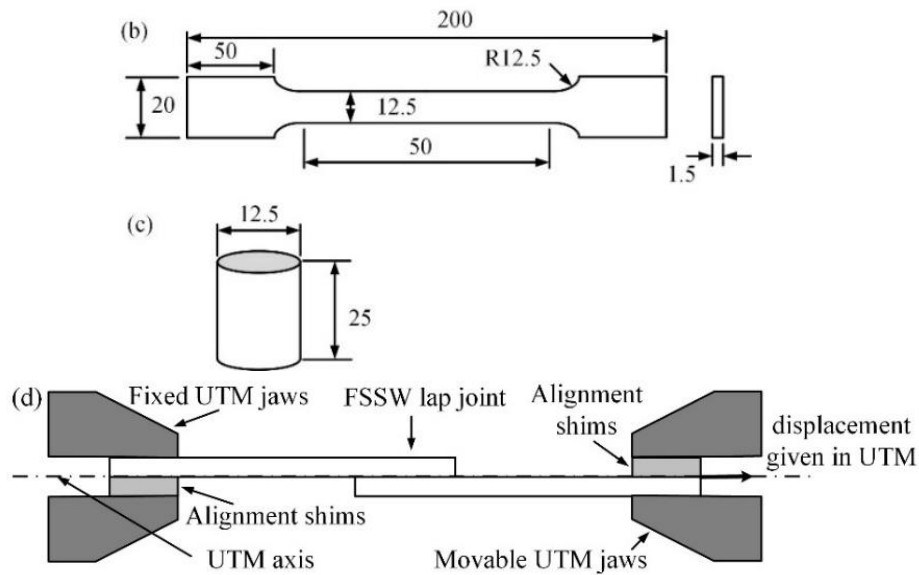 (b)
200
50
R12.5
20
12.5
50
1.5
(c)
12.5
25
(d)
Fixed UTM jaws
FSSW lap joint
Alignment
shims
displacement
given in UTM
Alignment shims
UTM axis
Movable UTM jaws